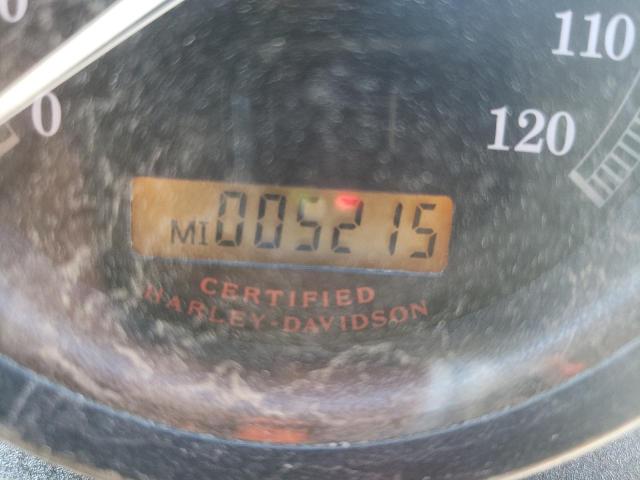 110
0
120
MI 005215
CERTIFIED
HARLEY-DAVIDSON